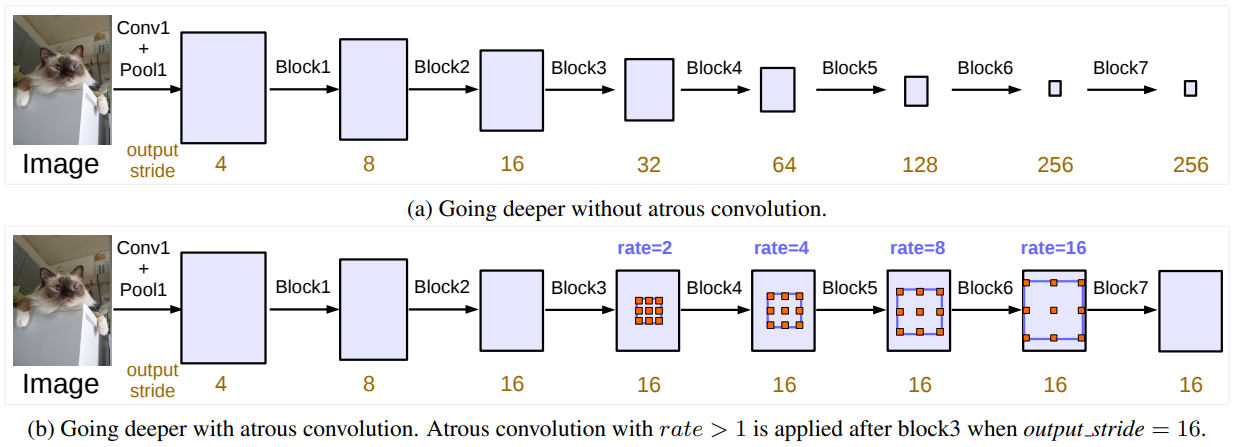 Conv1
+
Pool1
Block1 Block2 Block3 Block4 Block5 Block6 Block7
Image
output
stride
4 8 16 32 64 128 256 256
(a) Going deeper without atrous convolution.
rate=2 rate=4 rate=8 rate=16
Conv1
+
Pool1
Block1 Block2 Block3 Block4 Block5 Block6 Block7
Image
output
stride
4 8 16 16 16 16 16 16
(b) Going deeper with atrous convolution. Atrous convolution with rate > 1 is applied after block3 when output_stride = 16.